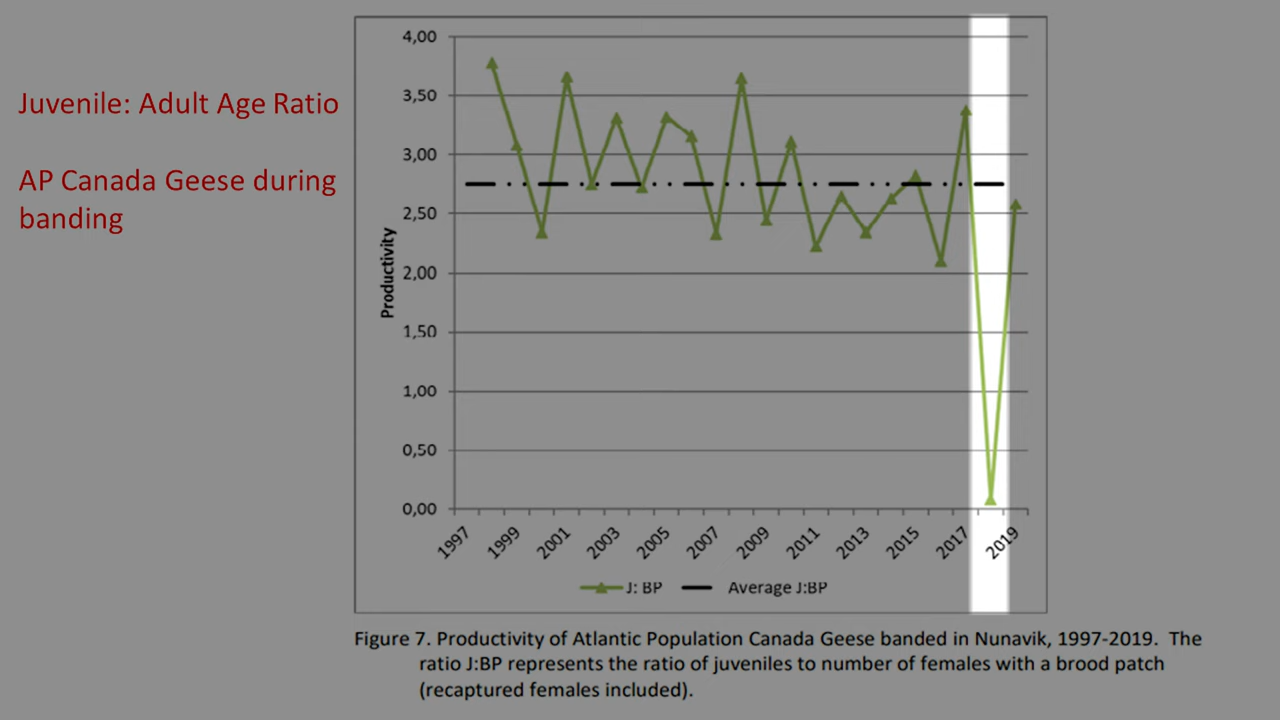 Juvenile: Adult Age Ratio
AP Canada Geese during
banding
Productivity
4,00
3,50
3,00
2,50
2,00
1,50
1,00
0,50
0,00
1997
1999
2001
2003
2005
2007
2009
2011
2013
2015
2017
2019
J: BP
Average J:BP
Figure 7. Productivity of Atlantic Population Canada Geese banded in Nunavik, 1997-2019. The
ratio J:BP represents the ratio of juveniles to number of females with a brood patch
(recaptured females included).